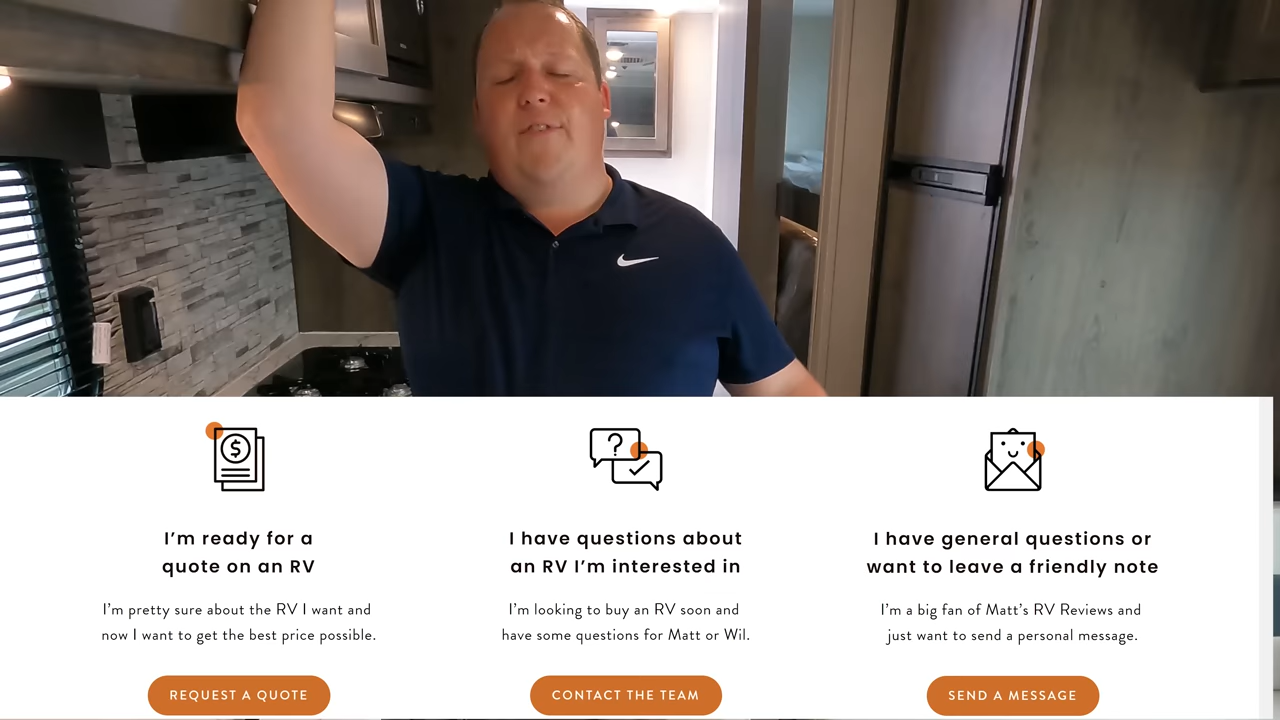 I'm ready for a
quote on an RV
I'm pretty sure about the RV I want and
now I want to get the best price possible.
REQUEST A QUOTE
I have questions about
an RV I'm interested in
I'm looking to buy an RV soon and
have some questions for Matt or Wil.
CONTACT THE TEAM
I have general questions or
want to leave a friendly note
I'm a big fan of Matt's RV Reviews and
just want to send a personal message.
SEND A MESSAGE